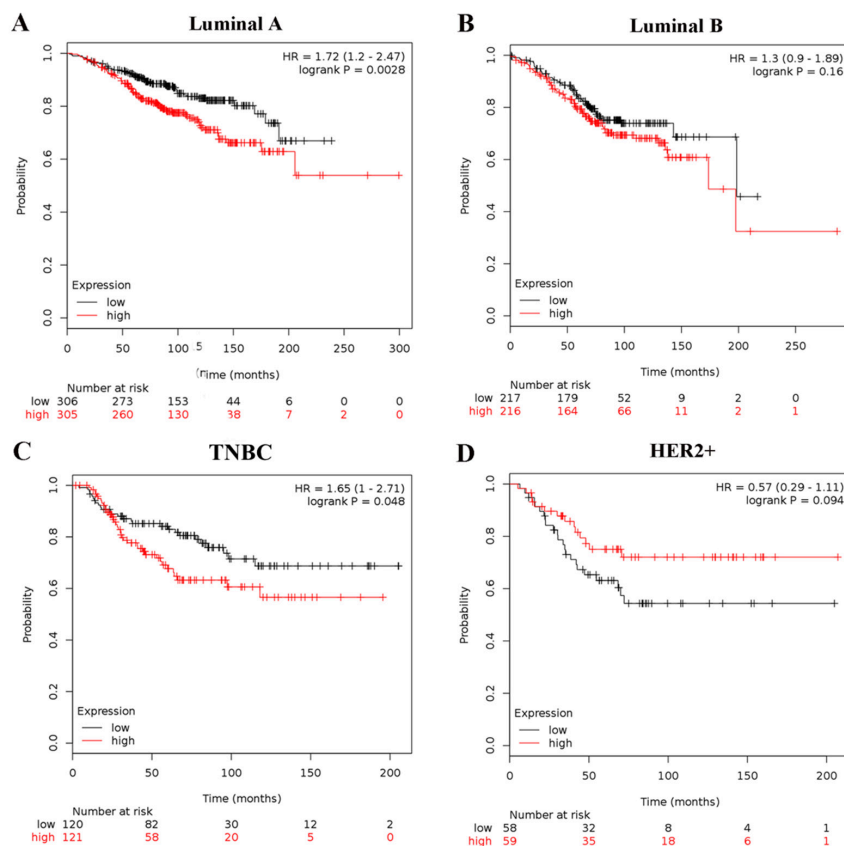 A
Luminal A
HR = 1.72 (1.2 - 2.47)
logrank P = 0.0028
Probability
1.0
0.8
0.6
0.4
0.2
0.0
Expression
low
high
0 50 100 150 200 250 300
Time (months)
Number at risk
low 306 273 153 44 6 0 0
high 305 260 130 38 7 2 0
B
Luminal B
HR = 1.3 (0.9 - 1.89)
logrank P = 0.16
Probability
1.0
0.8
0.6
0.4
0.2
0.0
Expression
low
high
0 50 100 150 200 250
Time (months)
Number at risk
low 217 179 52 9 2 0
high 216 164 66 11 2 1
C
TNBC
HR = 1.65 (1 - 2.71)
logrank P = 0.048
Probability
1.0
0.8
0.6
0.4
0.2
0.0
Expression
low
high
0 50 100 150 200
Time (months)
Number at risk
low 120 82 30 12 2
high 121 58 20 5 0
D
HER2+
HR = 0.57 (0.29 - 1.11)
logrank P = 0.094
Probability
1.0
0.8
0.6
0.4
0.2
0.0
Expression
low
high
0 50 100 150 200
Time (months)
Number at risk
low 58 32 8 4 1
high 59 35 18 6 1